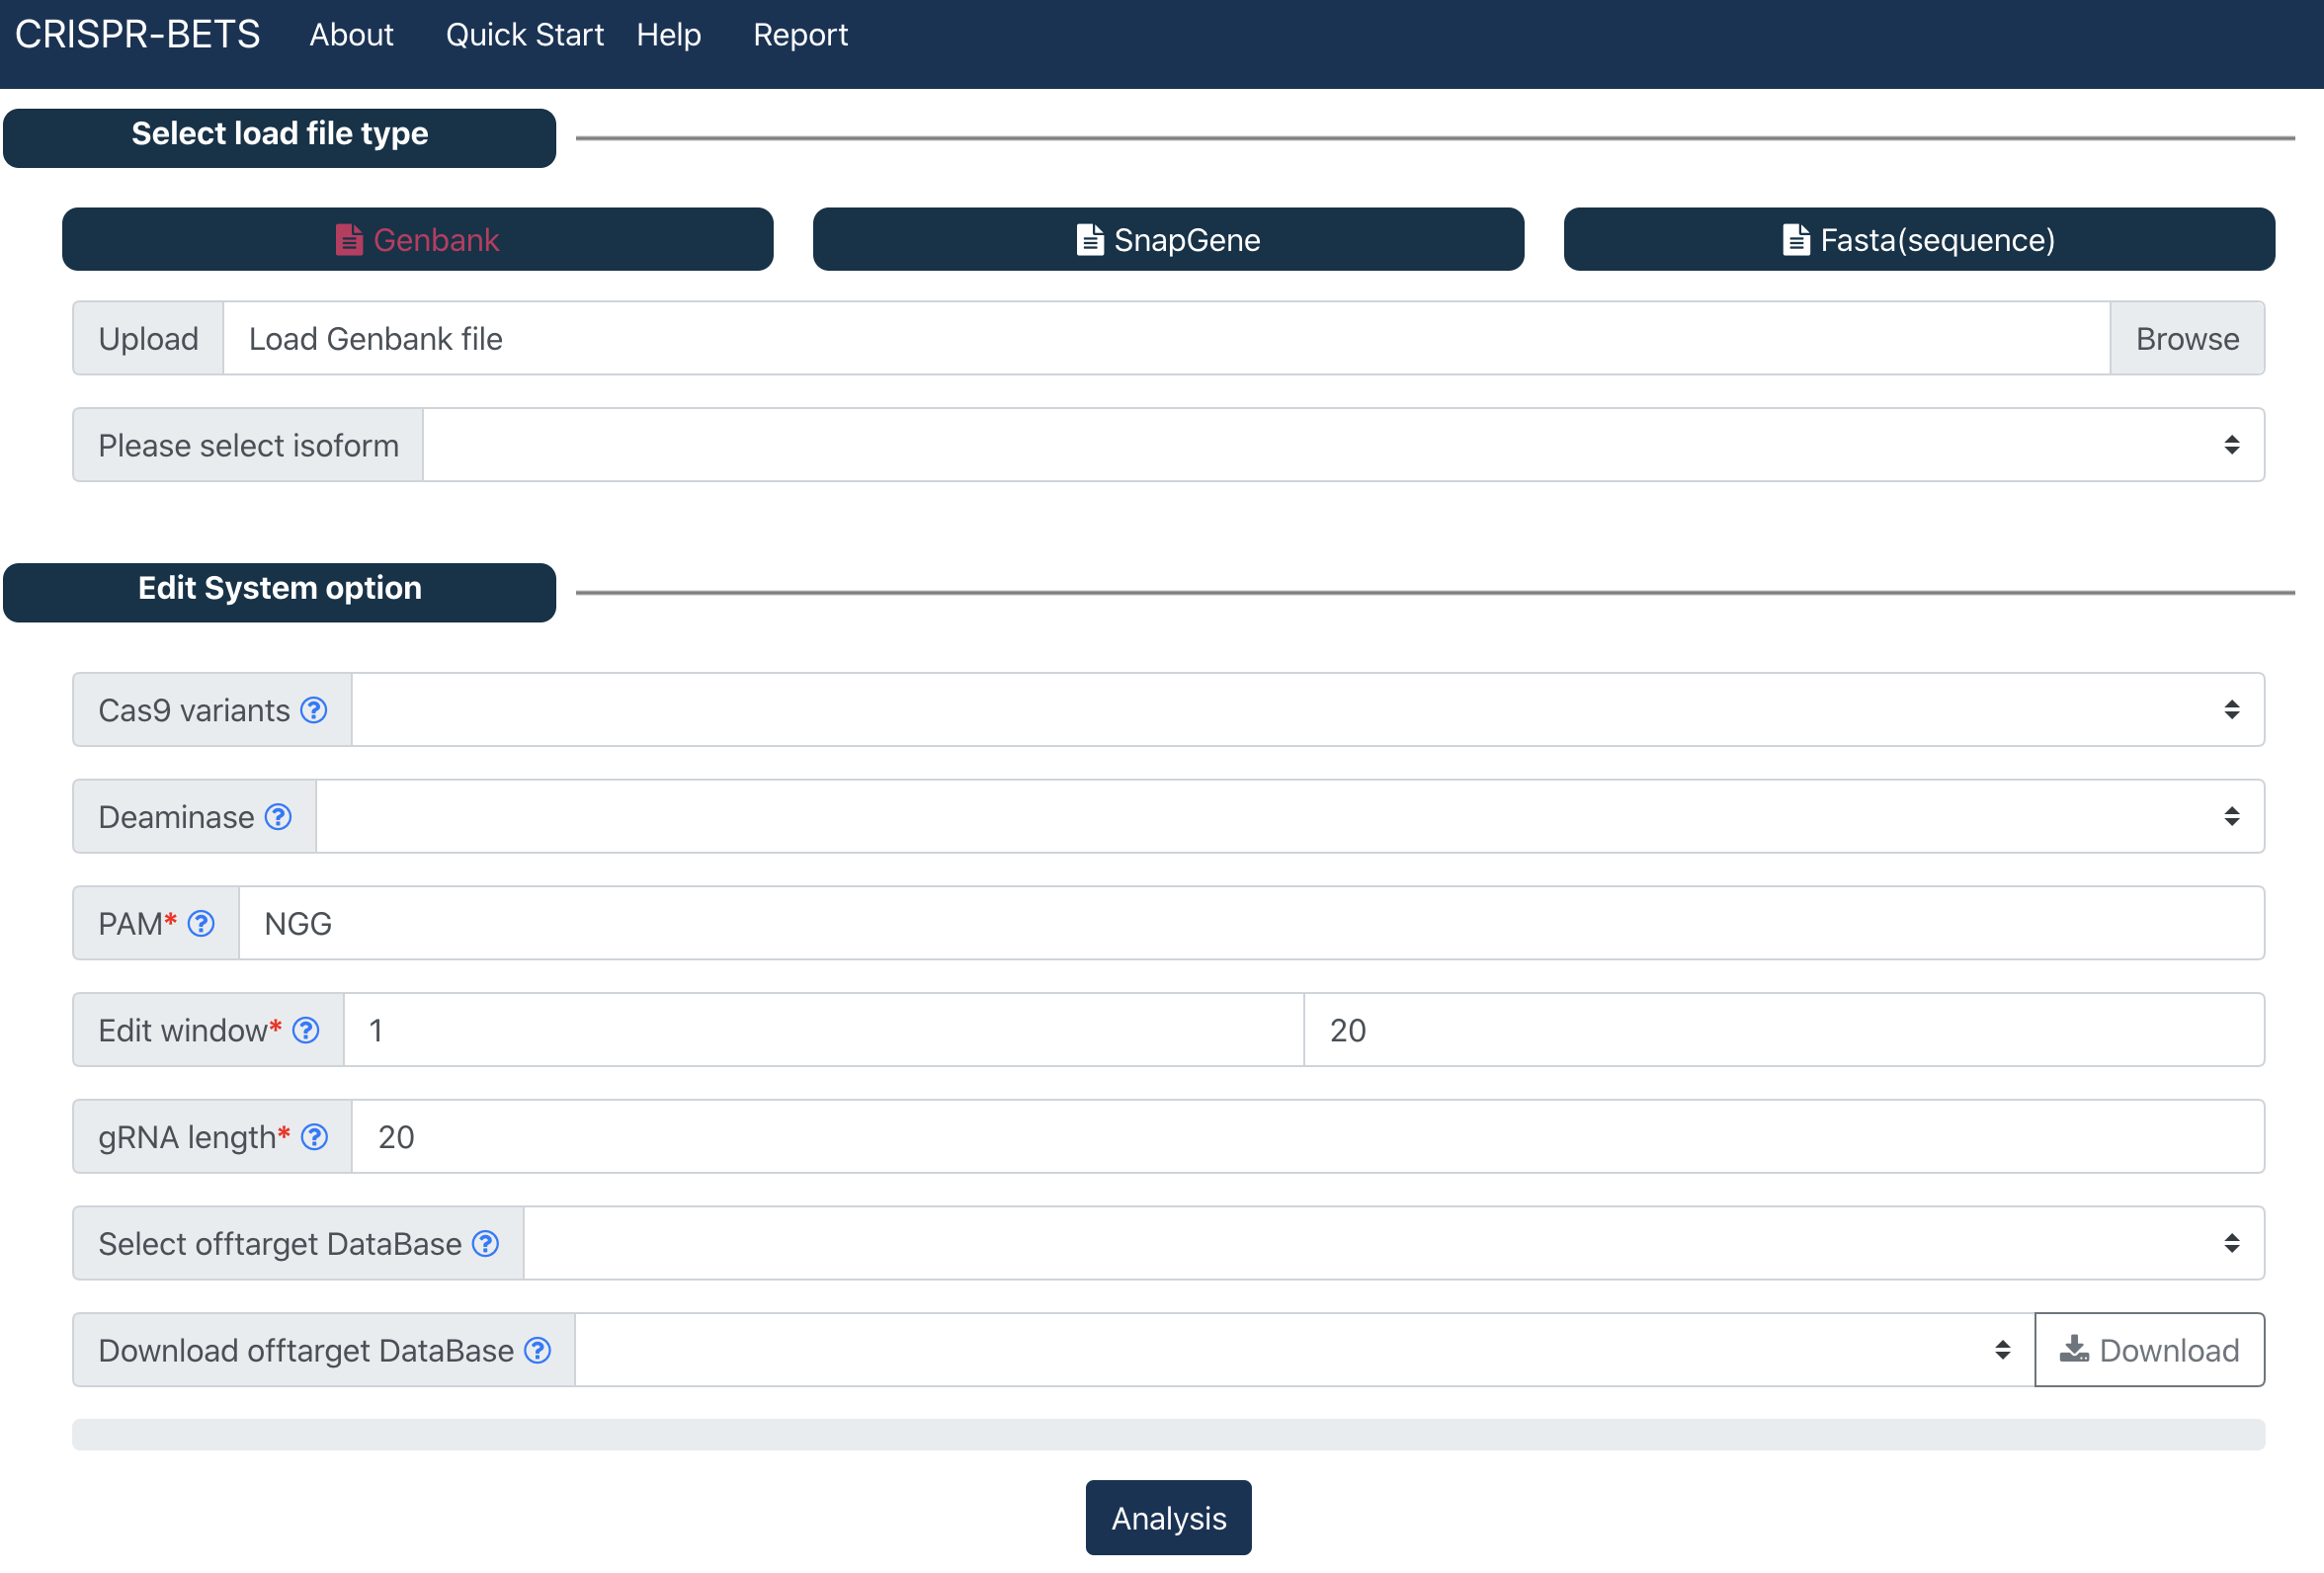 CRISPR-BETS About Quick Start Help Report
Select load file type
Genbank SnapGene Fasta(sequence)
Upload Load Genbank file Browse
Please select isoform
Edit System option
Cas9 variants ?
Deaminase ?
PAM* ? NGG
Edit window* ? 1 20
gRNA length* ? 20
Select offtarget DataBase ?
Download offtarget DataBase ? Download
Analysis